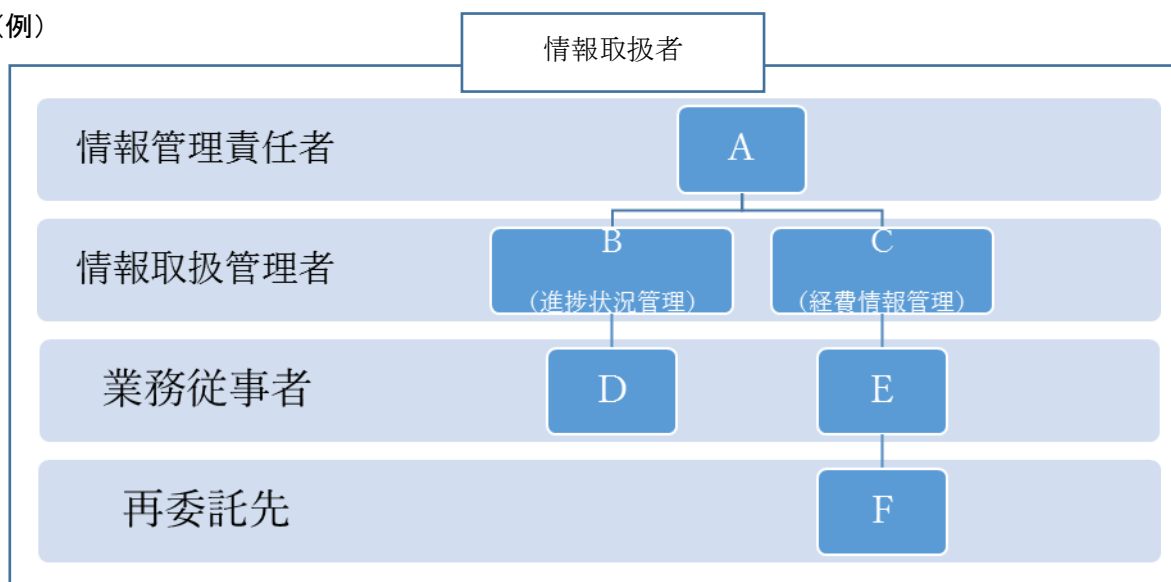 （例）
情報取扱者
情報管理責任者
A
情報取扱管理者
B
（進捗状況管理）
C
（経費情報管理）
業務従事者
D
E
再委託先
F